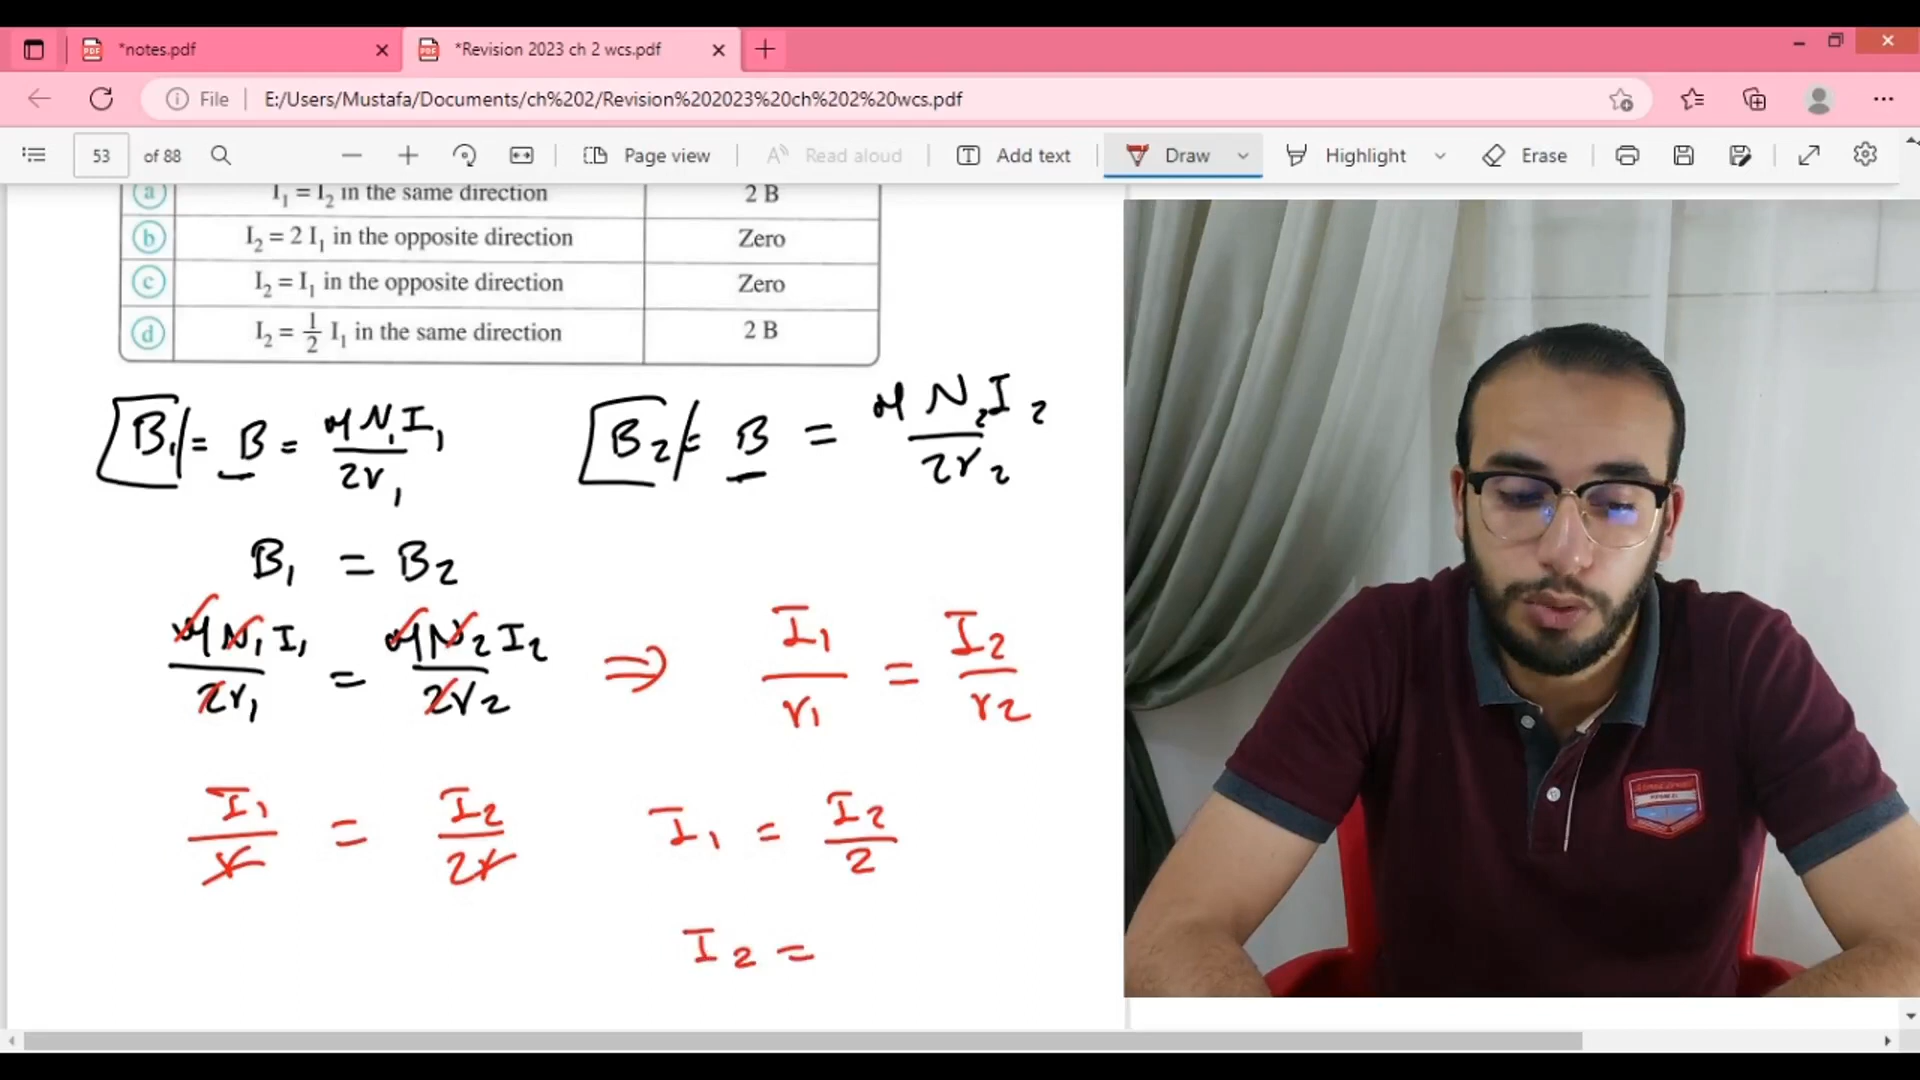 *notes.pdf
*Revision 2023 ch 2 wcs.pdf
File E:/Users/Mustafa/Documents/ch%202/Revision%202023%20ch%202%20wcs.pdf
53 of 88 Page view Read aloud Add text Draw Highlight Erase
a I₁ = I₂ in the same direction 2 B
b I₂ = 2 I₁ in the opposite direction Zero
c I₂ = I₁ in the opposite direction Zero
d I₂ = 1/2 I₁ in the same direction 2 B
B₁ = B = μN₁I₁/2r₁ B₂ = B = μN₂I₂/2r₂
B₁ = B₂
μN₁I₁/2r₁ = μN₂I₂/2r₂ ⇒ I₁/r₁ = I₂/r₂
I₁/r = I₂/2r I₁ = I₂/2
I₂ =